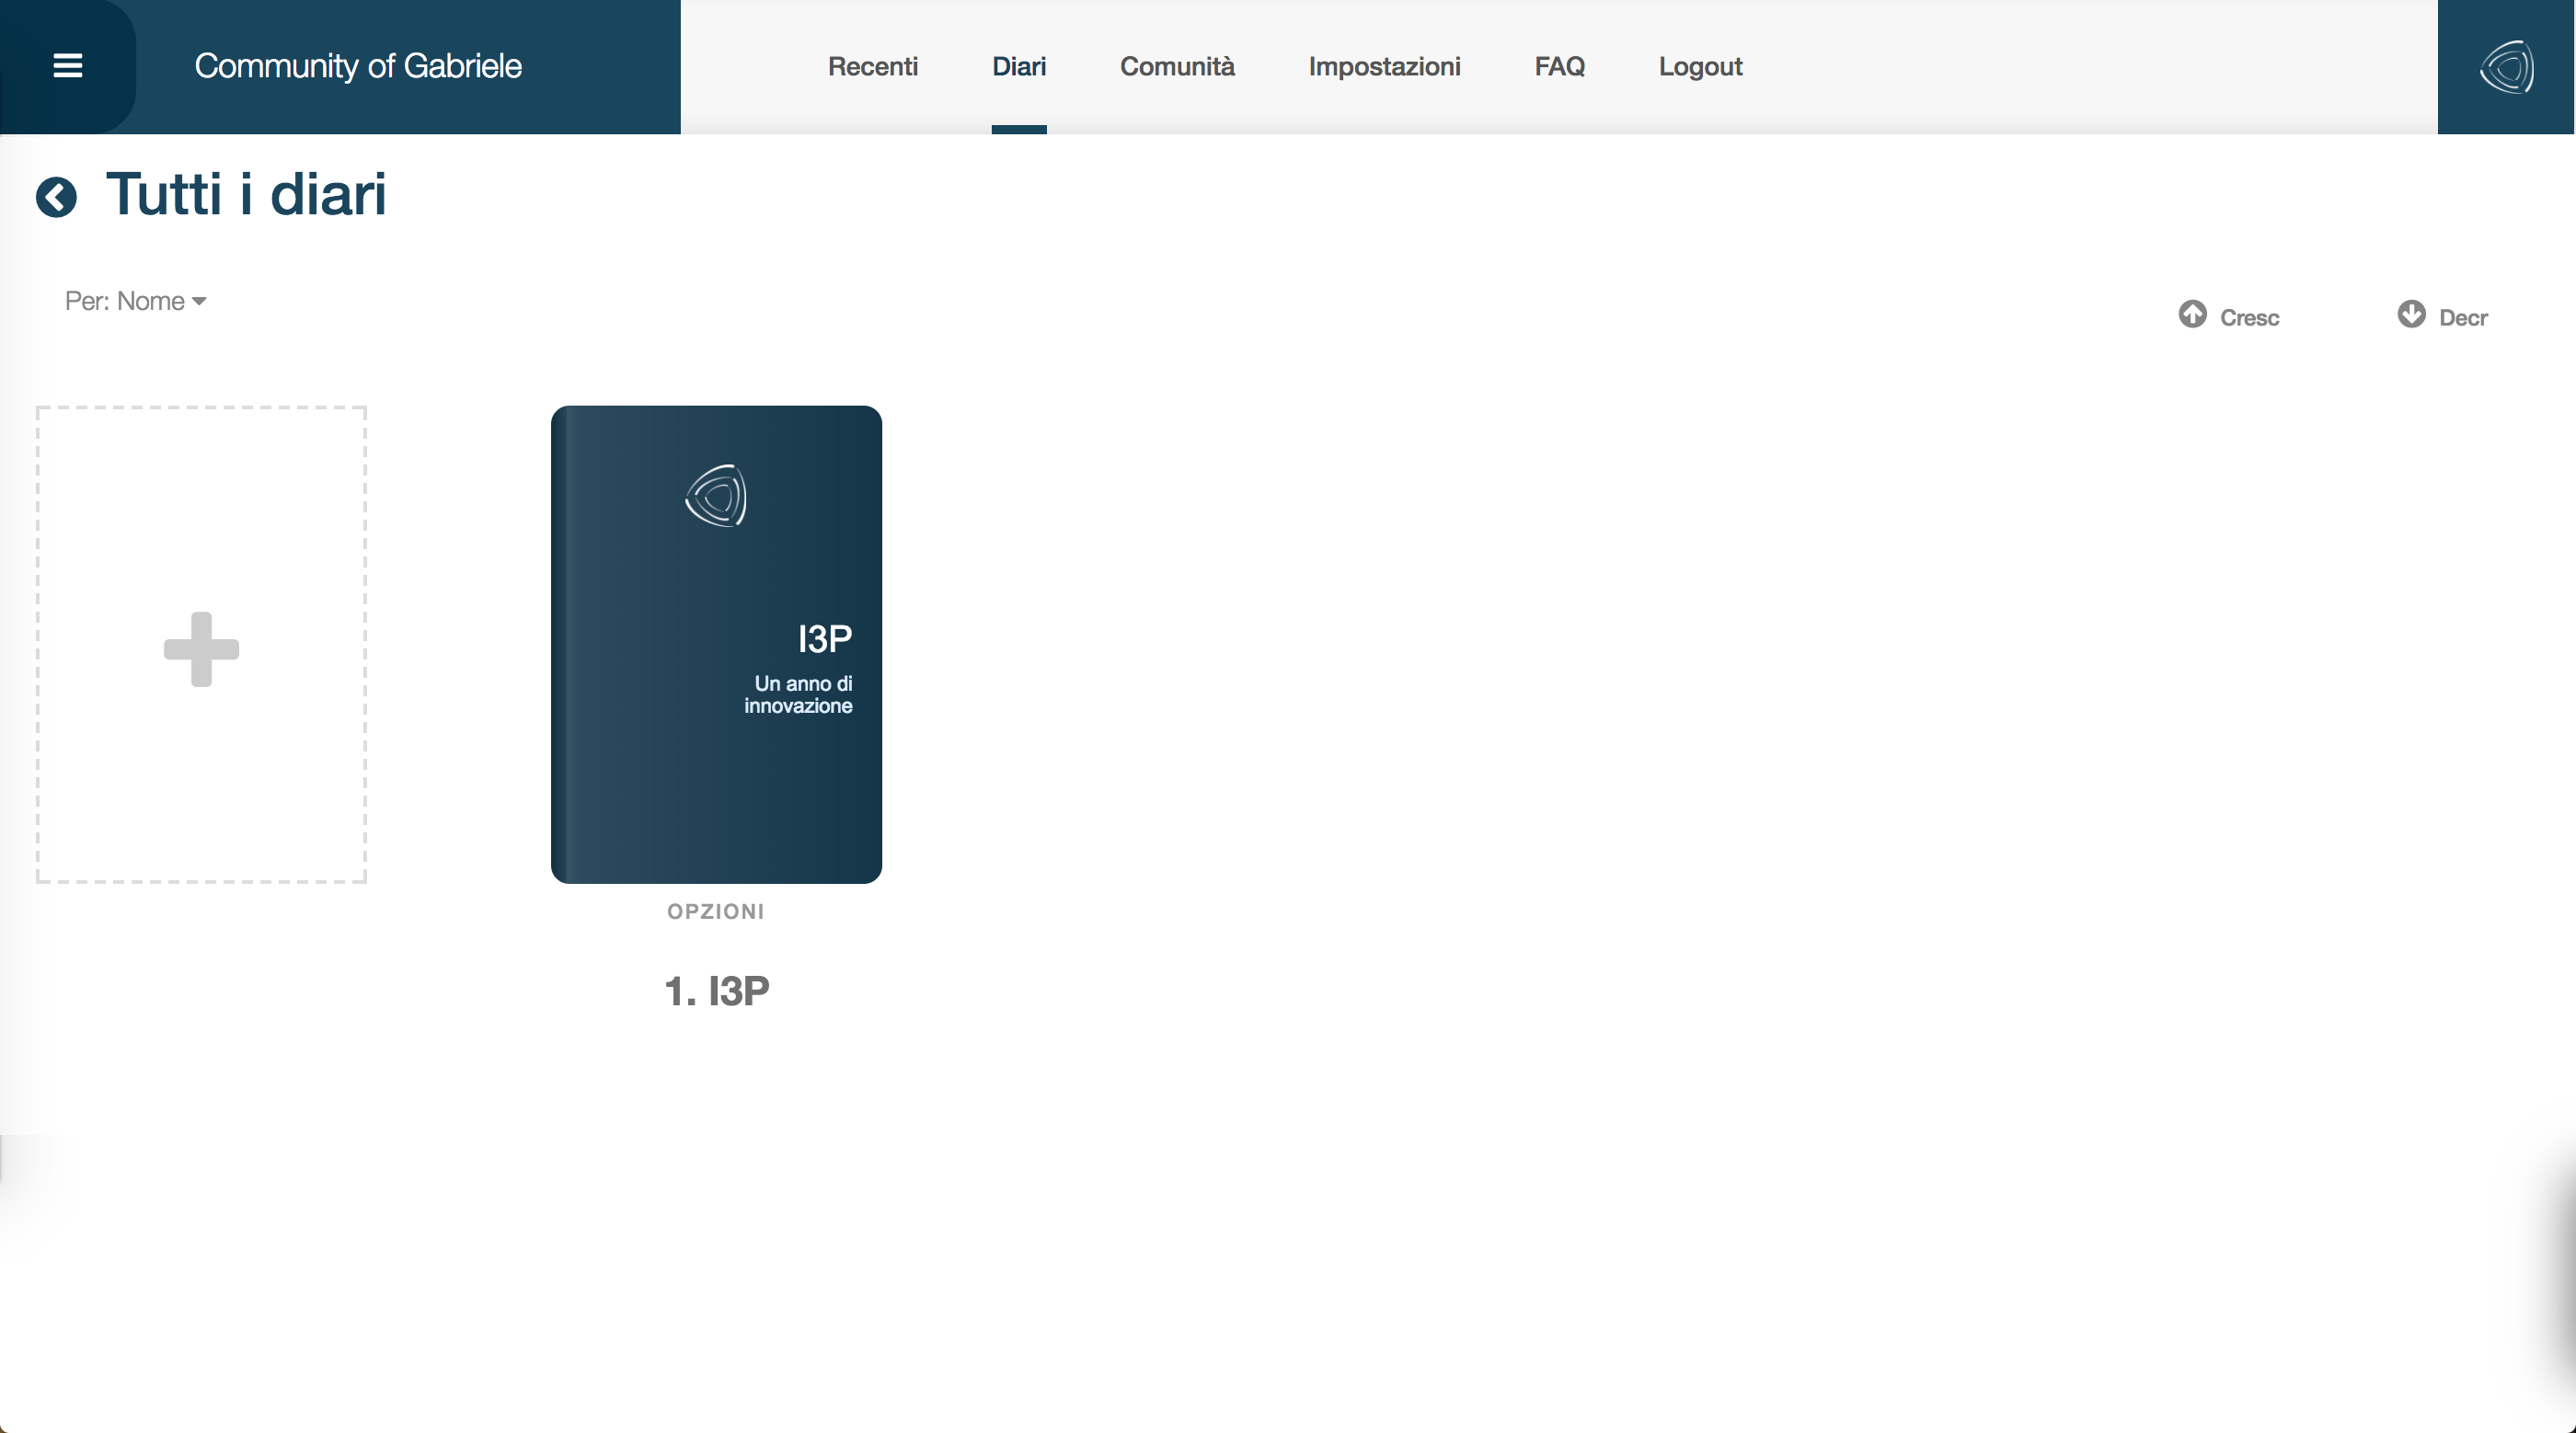 Community of Gabriele
Recenti
Diari
Comunità
Impostazioni
FAQ
Logout
Tutti i diari
Per: Nome
Cresc
Decr
I3P
Un anno di
innovazione
OPZIONI
1. I3P